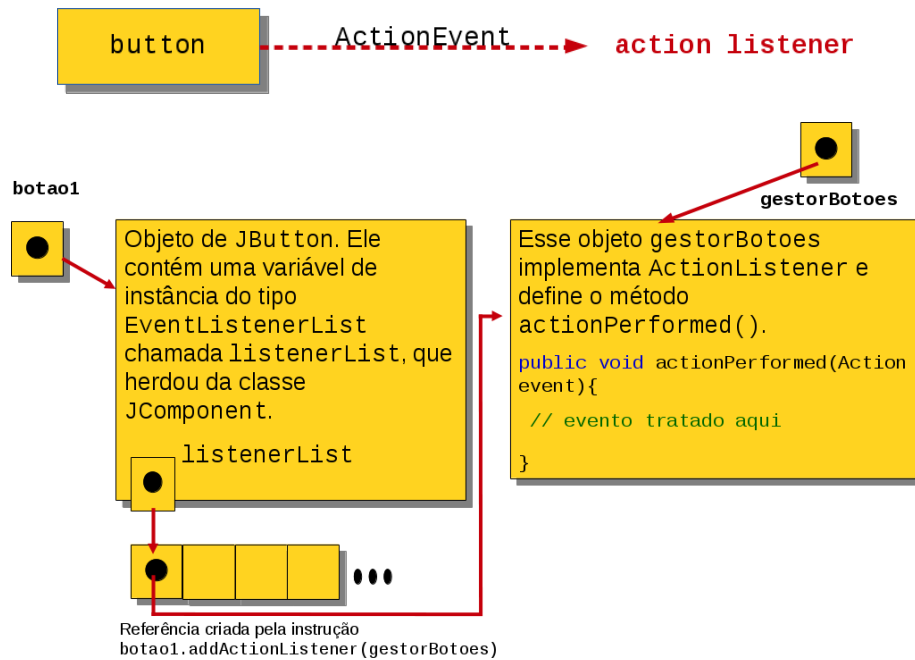 button
ActionEvent
action listener
botao1
gestorBotoes
Objeto de JButton. Ele
contém uma variável de
instância do tipo
EventListenerList
chamada listenerList, que
herdou da classe
JComponent.
listenerList
Esse objeto gestorBotoes
implementa ActionListener e
define o método
actionPerformed().
public void actionPerformed(Action
event){
// evento tratado aqui
}
Referência criada pela instrução
botao1.addActionListener(gestorBotoes)